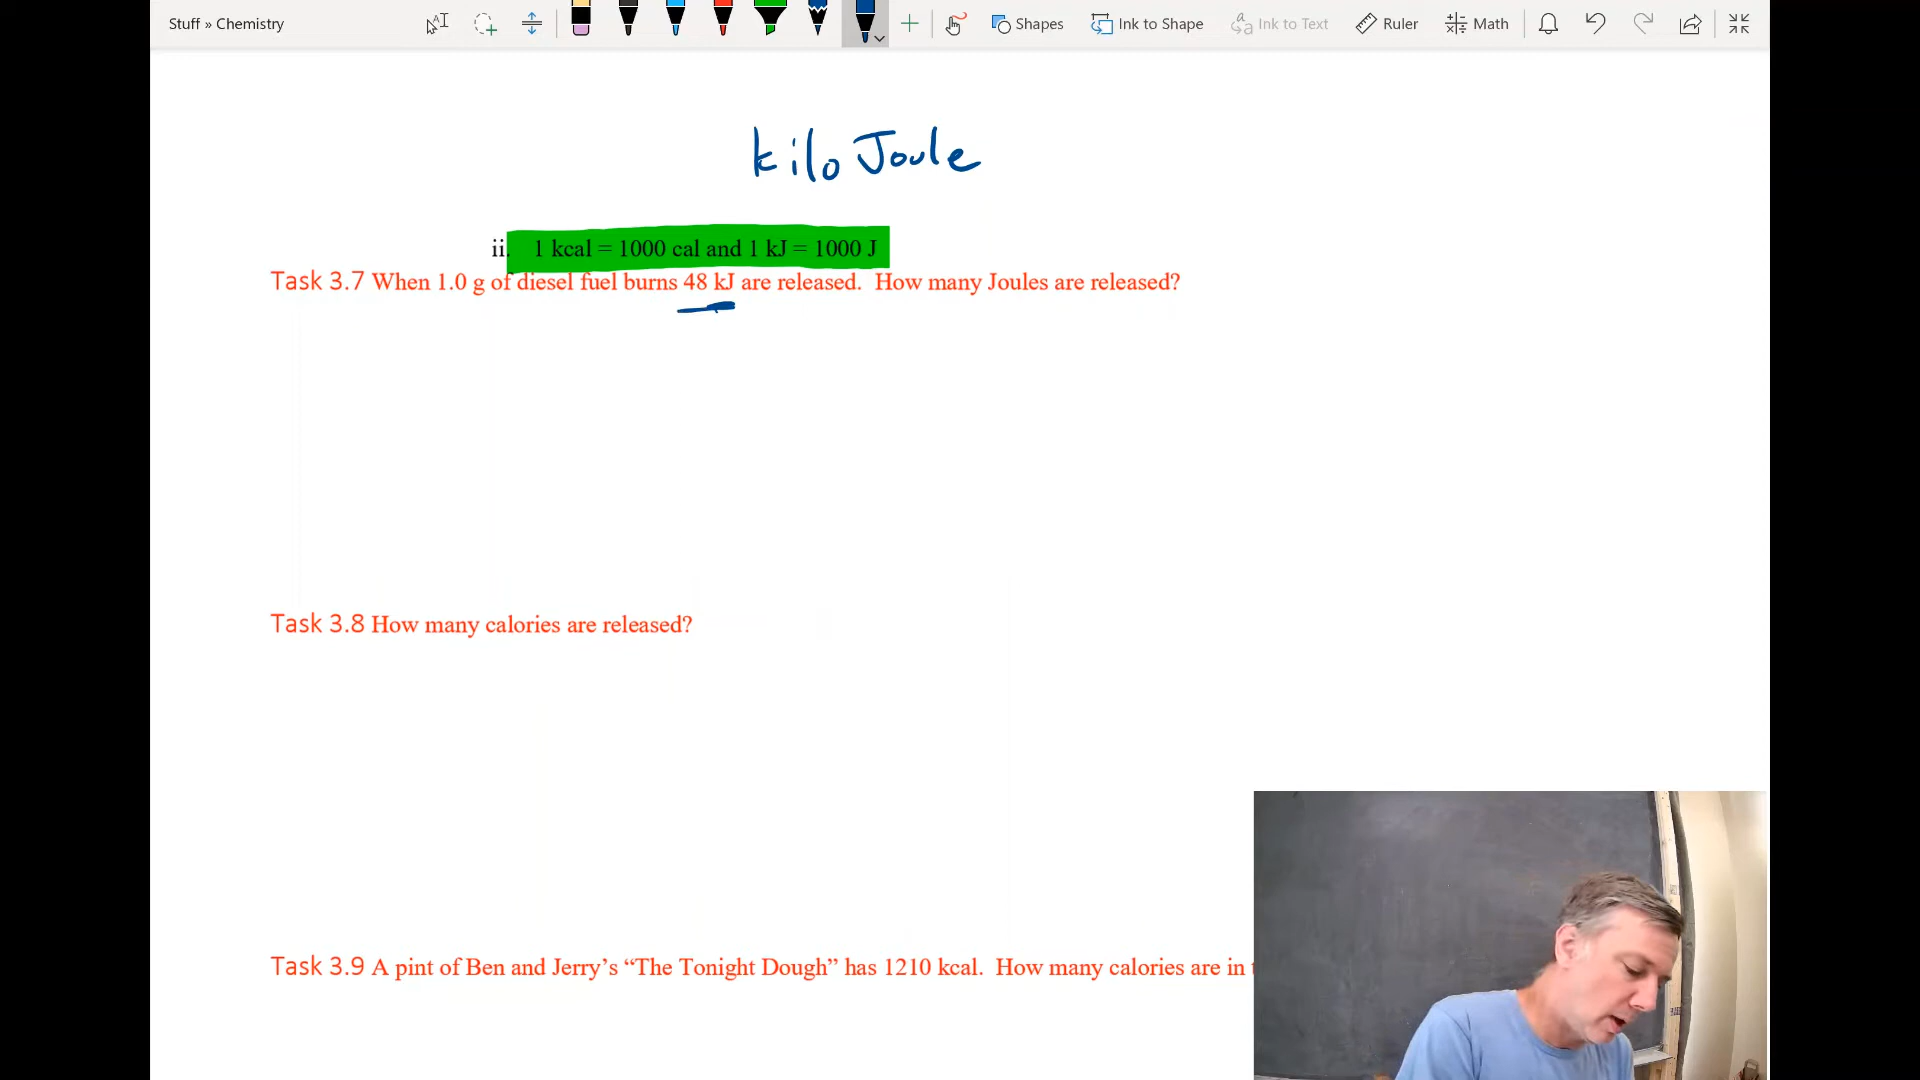 Stuff » Chemistry
Shapes
Ink to Shape
Ink to Text
Ruler
Math
kilo Joule
ii. 1 kcal = 1000 cal and 1 kJ = 1000 J
Task 3.7 When 1.0 g of diesel fuel burns 48 kJ are released. How many Joules are released?
Task 3.8 How many calories are released?
Task 3.9 A pint of Ben and Jerry’s “The Tonight Dough” has 1210 kcal. How many calories are in